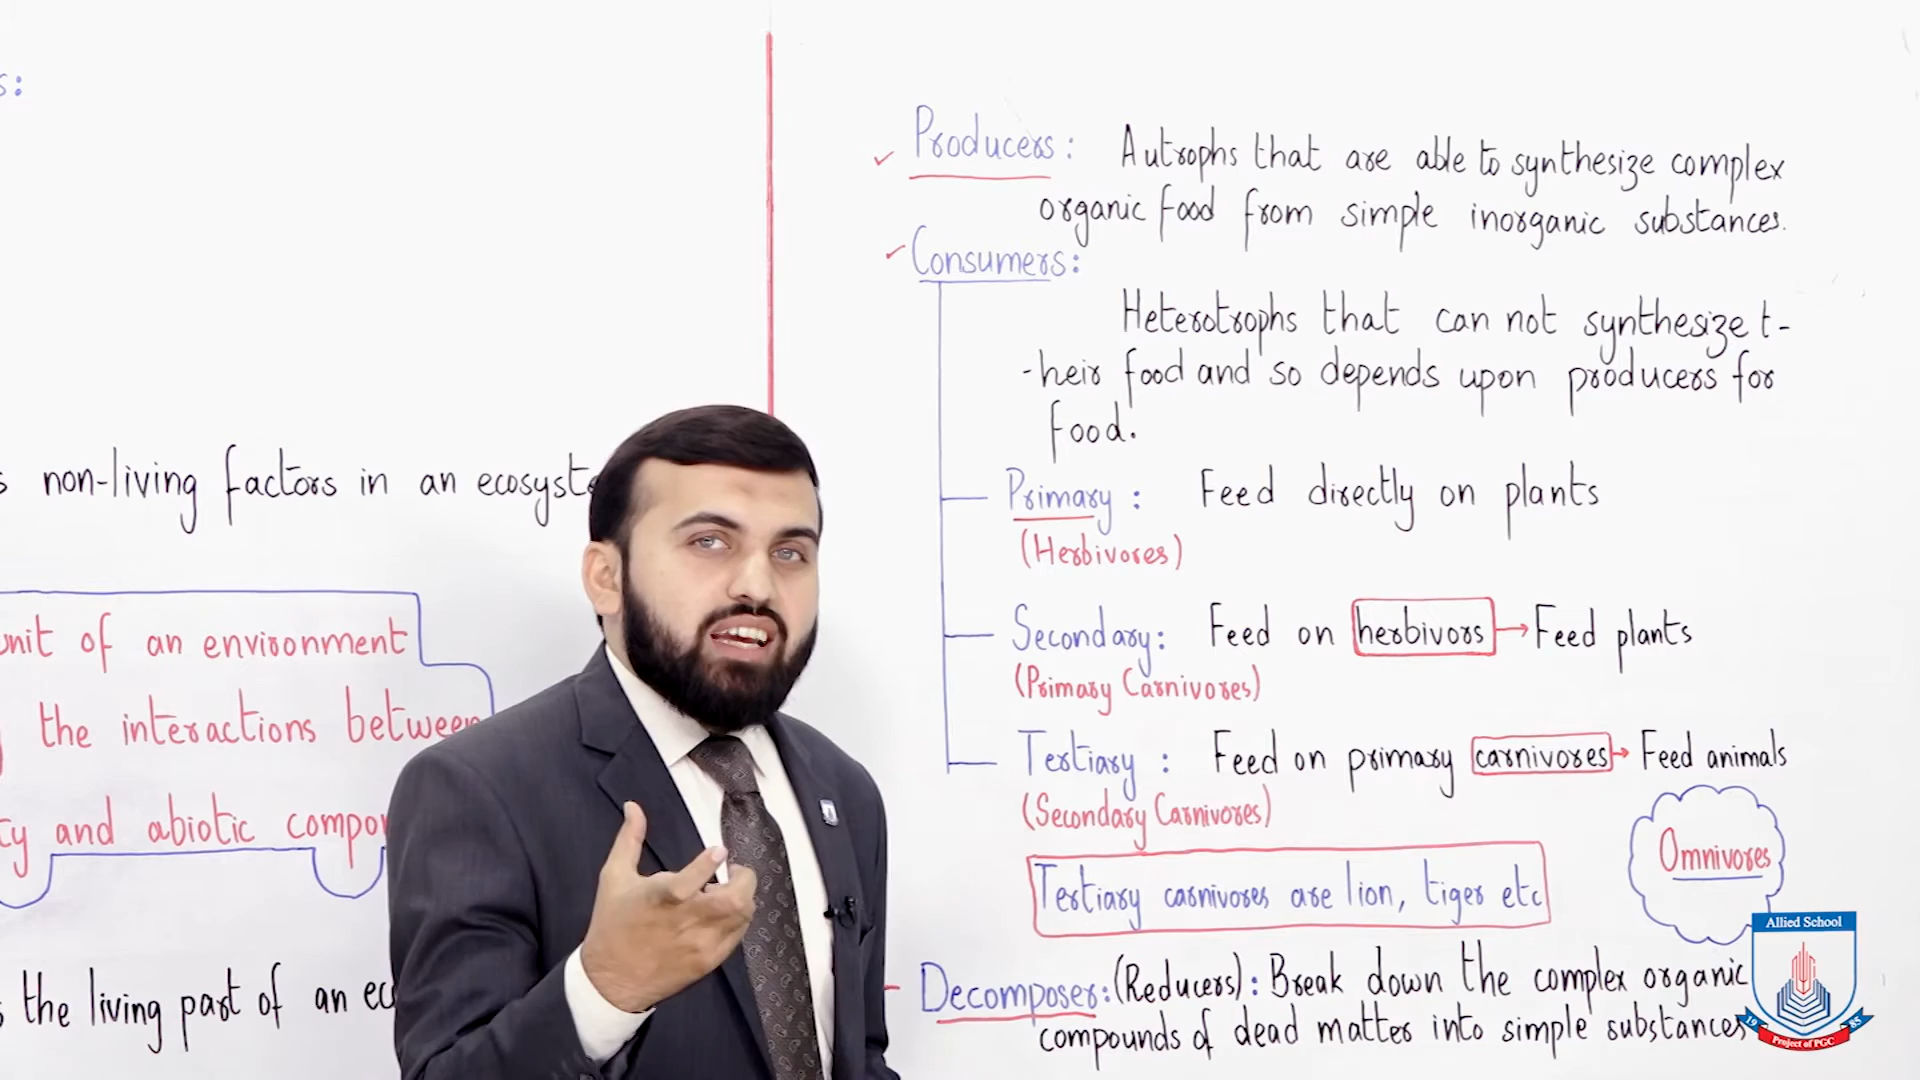 s:
non-living factors in an ecosyste
unit of an environment
the interactions between
ty and abiotic compo
s the living part of an ec
Producers: Autrophs that are able to synthesize complex
organic food from simple inorganic substances.
Consumers:
Heterotrophs that can not synthesize t-
-heir food and so depends upon producers for
food.
Primary: Feed directly on plants
(Herbivores)
Secondary: Feed on herbivors → Feed plants
(Primary Carnivores)
Tertiary: Feed on primary carnivores → Feed animals
(Secondary Carnivores)
Tertiary carnivores are lion, tiger etc
Omnivores
Decomposer: (Reducers): Break down the complex organic
compounds of dead matter into simple substances
Allied School
19 85
Project of PGC